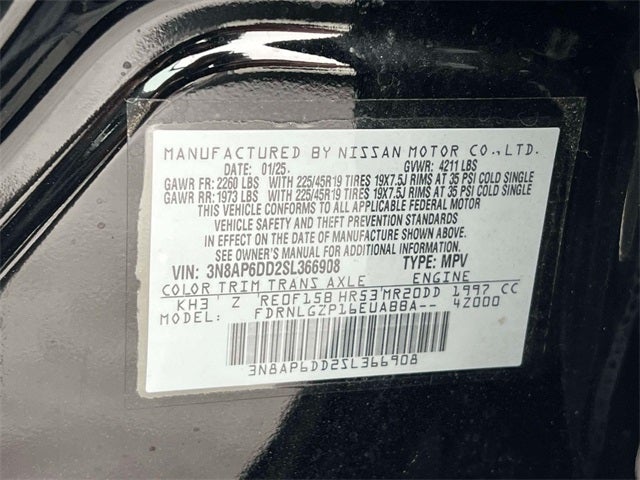 MANUFACTURED BY NISSAN MOTOR CO.,LTD.
DATE: 01/25. GVWR: 4211 LBS
GAWR FR: 2260 LBS WITH 225/45R19 TIRES 19X7.5J RIMS AT 35 PSI COLD SINGLE
GAWR RR: 1973 LBS WITH 225/45R19 TIRES 19X7.5J RIMS AT 35 PSI COLD SINGLE
THIS VEHICLE CONFORMS TO ALL APPLICABLE FEDERAL MOTOR
VEHICLE SAFETY AND THEFT PREVENTION STANDARDS
IN EFFECT ON THE DATE OF MANUFACTURE SHOWN ABOVE.
SEE OWNER'S MANUAL FOR ADDITIONAL INFORMATION
VIN: 3N8AP6DD2SL366908 TYPE: MPV
COLOR TRIM TRANS AXLE ENGINE
KH3 Z RE0F15B HR53 MR20DD 1997 CC
MODEL: FDRNLGZP16EUA88A-- 42000
3N8AP6DD2SL366908